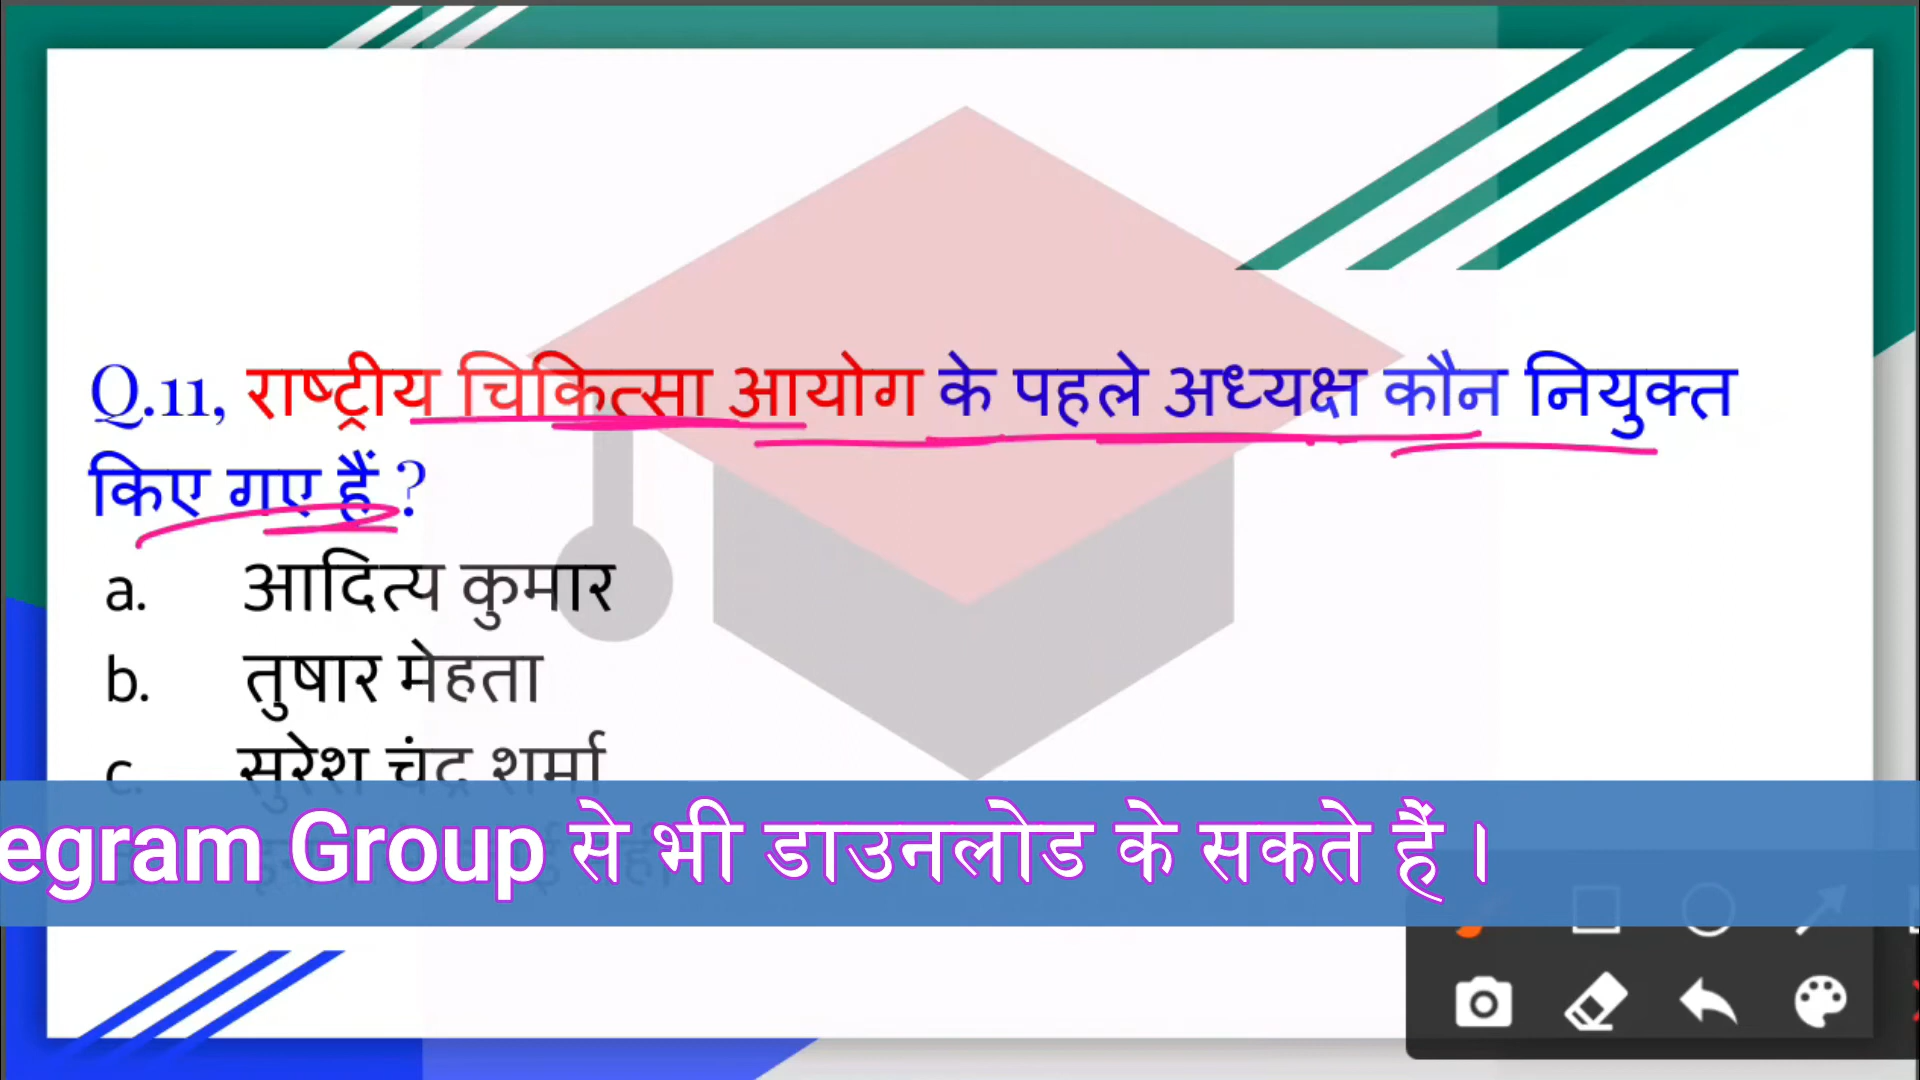 Q.11, राष्ट्रीय चिकित्सा आयोग के पहले अध्यक्ष कौन नियुक्त
किए गए हैं ?
a. आदित्य कुमार
b. तुषार मेहता
c. सुरेश चंद्र शर्मा
egram Group से भी डाउनलोड के सकते हैं।